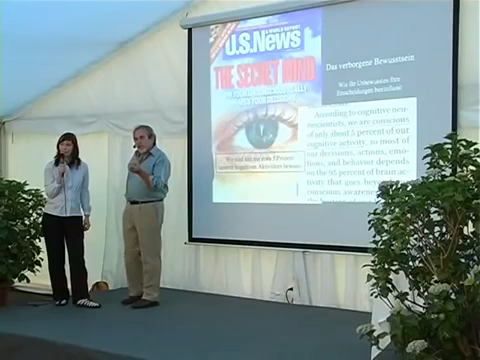 U.S.News
& WORLD REPORT
THE SECRET MIND
Das verborgene Bewusstsein
Wie ihr Unbewusstes Ihre
Entscheidungen beeinflusst
According to cognitive neu-
roscientists, we are conscious
of only about 5 percent of our
cognitive activity, so most of
our decisions, actions, emo-
tions, and behavior depends
on the 95 percent of brain ac-
tivity that goes beyond
conscious awareness